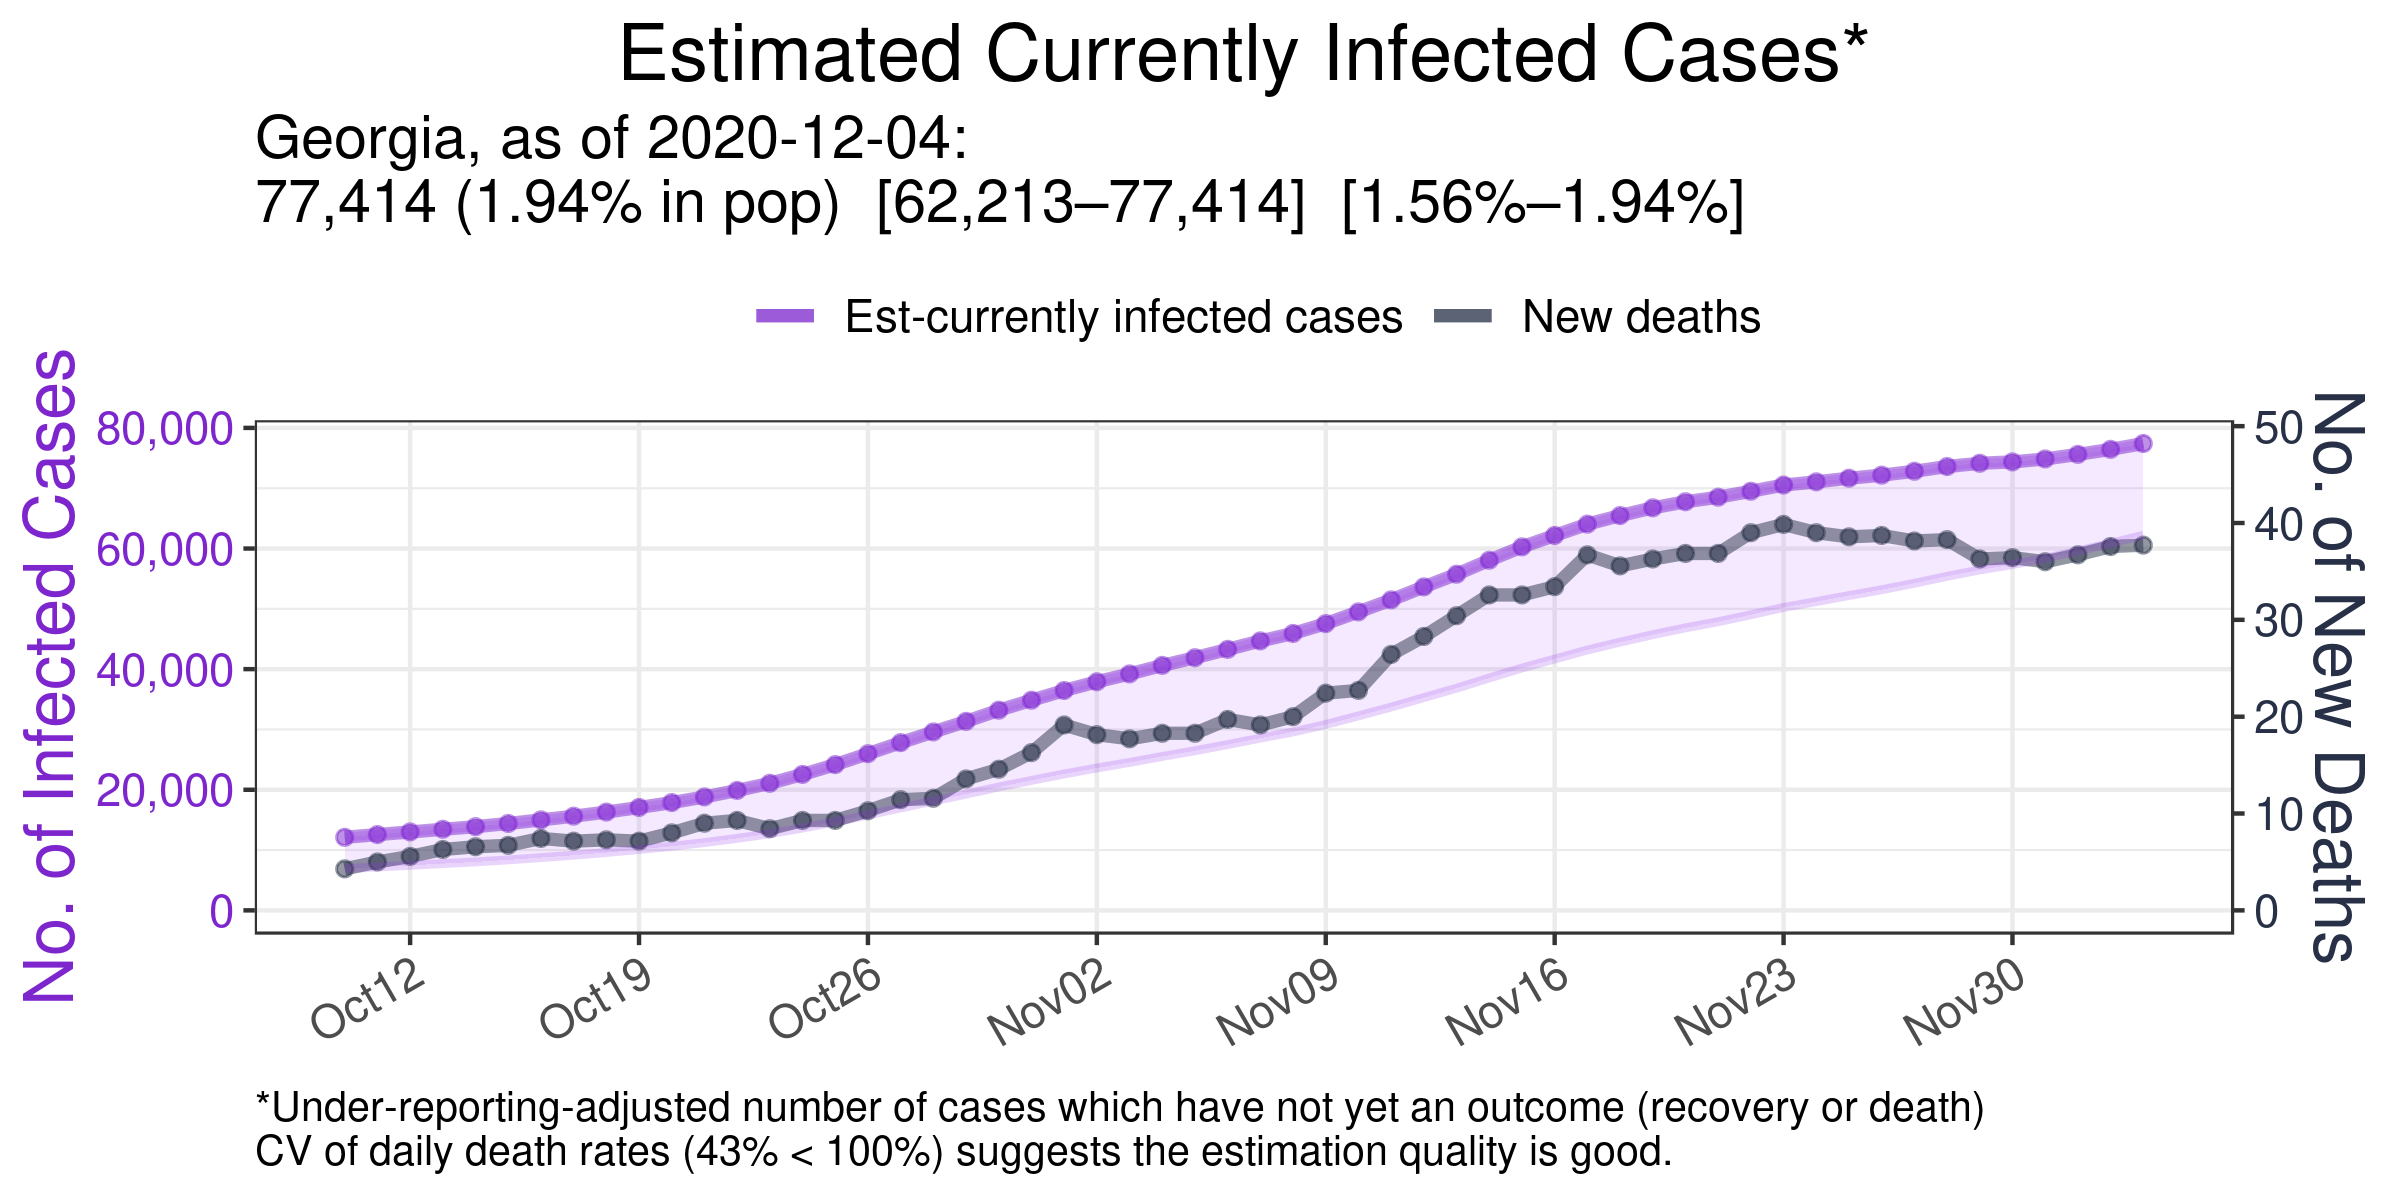 Estimated Currently Infected Cases*
Georgia, as of 2020-12-04:
77,414 (1.94% in pop)  [62,213–77,414]  [1.56%–1.94%]
Est-currently infected cases
New deaths
No. of Infected Cases
80,000
60,000
40,000
20,000
0
50
40
30
20
10
0
No. of New Deaths
Oct12
Oct19
Oct26
Nov02
Nov09
Nov16
Nov23
Nov30
*Under-reporting-adjusted number of cases which have not yet an outcome (recovery or death)
CV of daily death rates (43% < 100%) suggests the estimation quality is good.